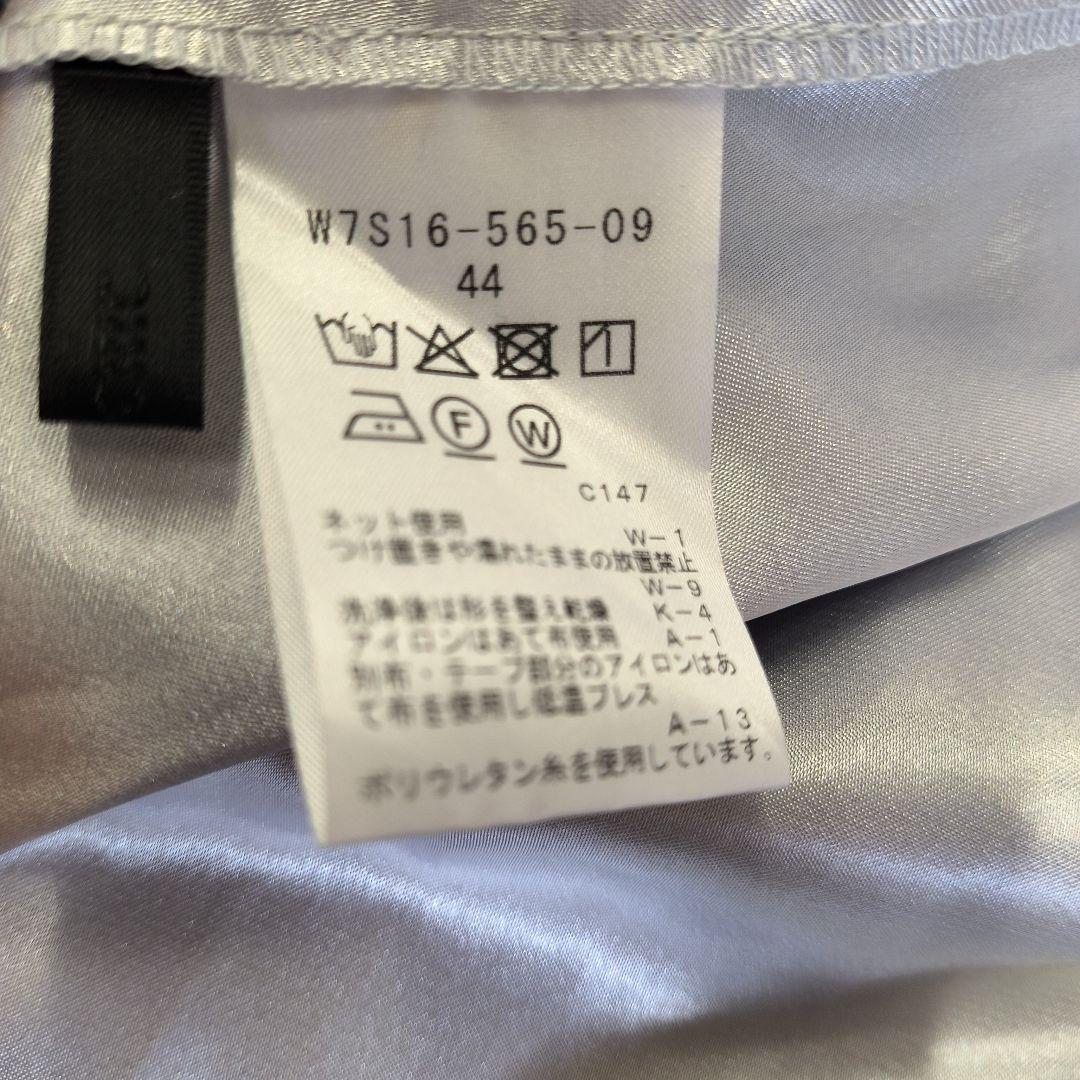 W7S16-565-09
44
F W
C147
ネット使用
W-1
つけ置きや濡れたままの放置禁止
W-9
洗浄後は形を整え乾燥 K-4
アイロンはあて布使用 A-1
別布・テープ部分のアイロンはあ
て布を使用し低温プレス
A-13
ポリウレタン糸を使用しています。